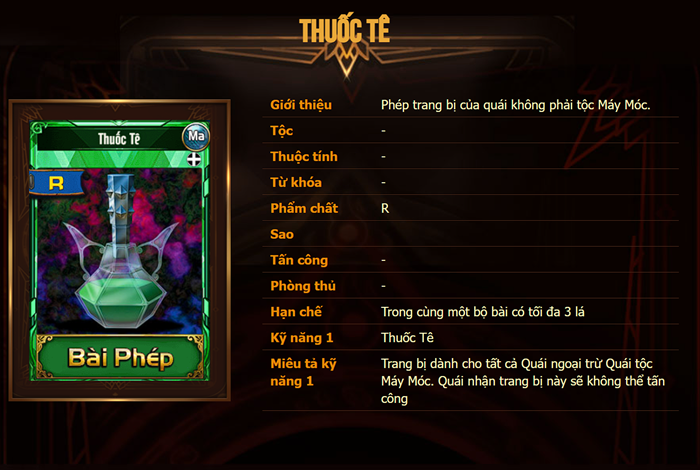 THUỐC TÊ
Thuốc Tê
Ma
R
Bài Phép
Giới thiệu Phép trang bị của quái không phải tộc Máy Móc.
Tộc -
Thuộc tính -
Từ khóa -
Phẩm chất R
Sao
Tấn công -
Phòng thủ -
Hạn chế Trong cùng một bộ bài có tối đa 3 lá
Kỹ năng 1 Thuốc Tê
Miêu tả kỹ Trang bị dành cho tất cả Quái ngoại trừ Quái tộc
năng 1 Máy Móc. Quái nhận trang bị này sẽ không thể tấn
công